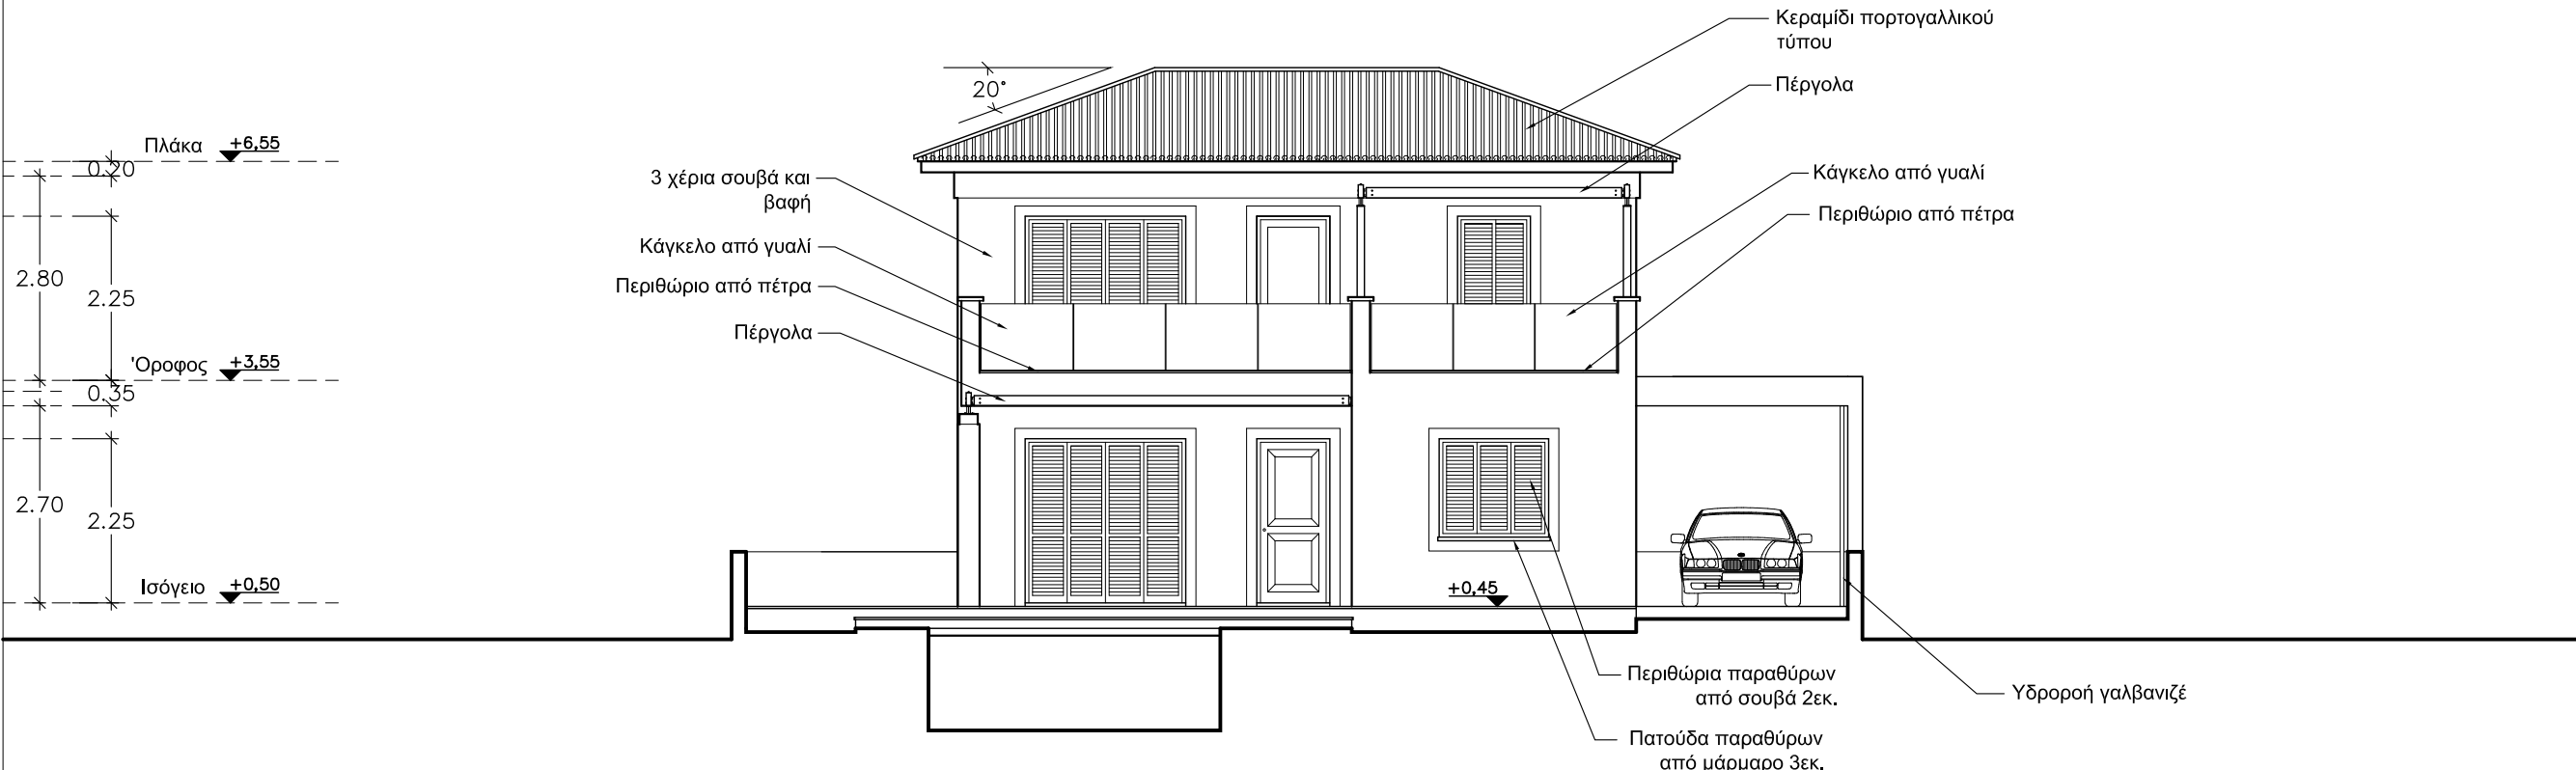 Κεραμίδι πορτογαλλικού
τύπου
Πέργολα
20°
Πλάκα +6,55
0.20
3 χέρια σουβά και
βαφή
Κάγκελο από γυαλί
Κάγκελο από γυαλί
Περιθώριο από πέτρα
Περιθώριο από πέτρα
2.80
2.25
Πέργολα
'Οροφος +3,55
0.35
2.70
2.25
Ισόγειο +0,50
+0,45
Περιθώρια παραθύρων
από σουβά 2εκ.
Υδροροή γαλβανιζέ
Πατούδα παραθύρων
από μάρμαρο 3εκ.